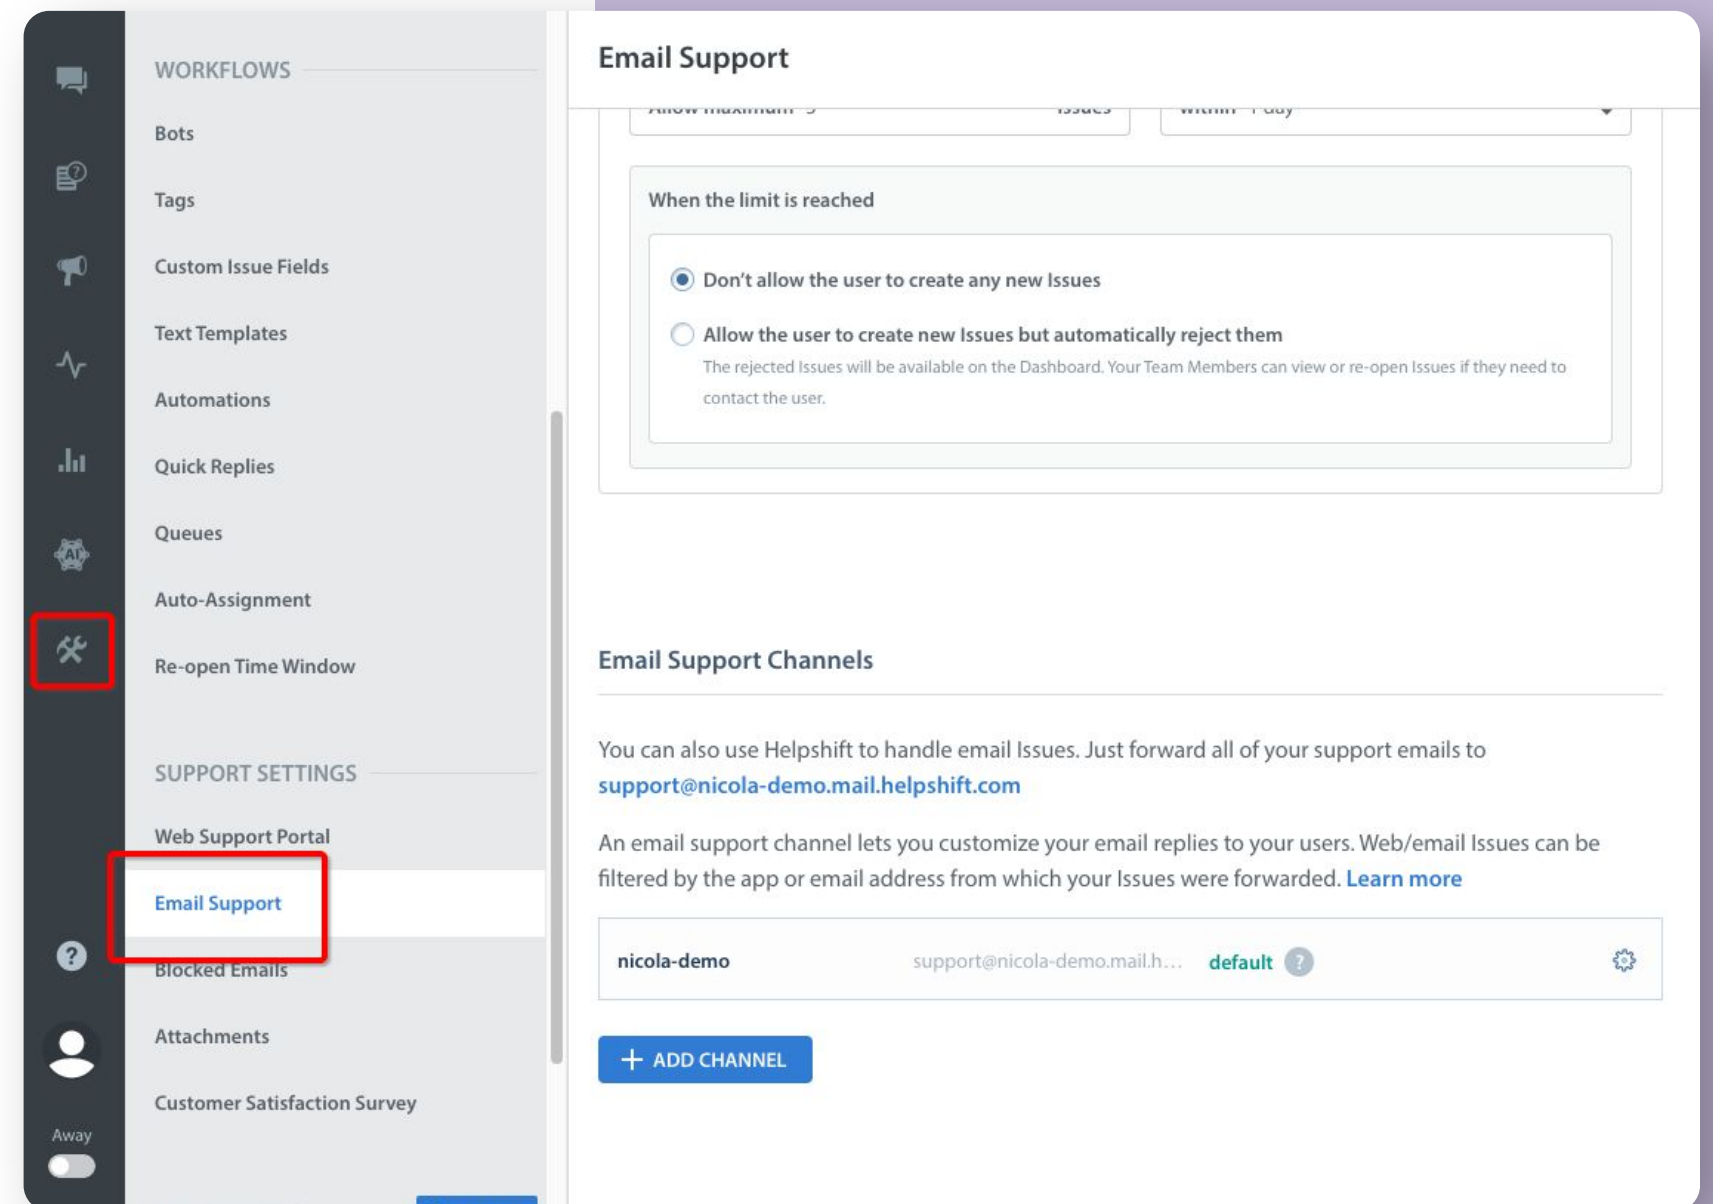 WORKFLOWS
Bots
Tags
Custom Issue Fields
Text Templates
Automations
Quick Replies
Queues
Auto-Assignment
Re-open Time Window
SUPPORT SETTINGS
Web Support Portal
Email Support
Blocked Emails
Attachments
Customer Satisfaction Survey
AI
?
Away
Email Support
Allow maximum Issues within day
When the limit is reached
Don't allow the user to create any new Issues
Allow the user to create new Issues but automatically reject them
The rejected Issues will be available on the Dashboard. Your Team Members can view or re-open Issues if they need to
contact the user.
Email Support Channels
You can also use Helpshift to handle email Issues. Just forward all of your support emails to
support@nicola-demo.mail.helpshift.com
An email support channel lets you customize your email replies to your users. Web/email Issues can be
filtered by the app or email address from which your Issues were forwarded. Learn more
nicola-demo support@nicola-demo.mail.h... default ?
+ ADD CHANNEL